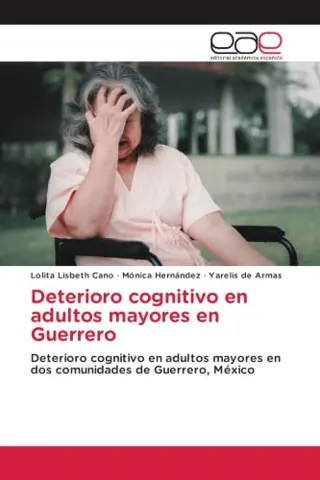 eae
editorial académica española
Lolita Lisbeth Cano · Mónica Hernández · Yarelis de Armas
Deterioro cognitivo en
adultos mayores en
Guerrero
Deterioro cognitivo en adultos mayores en
dos comunidades de Guerrero, México